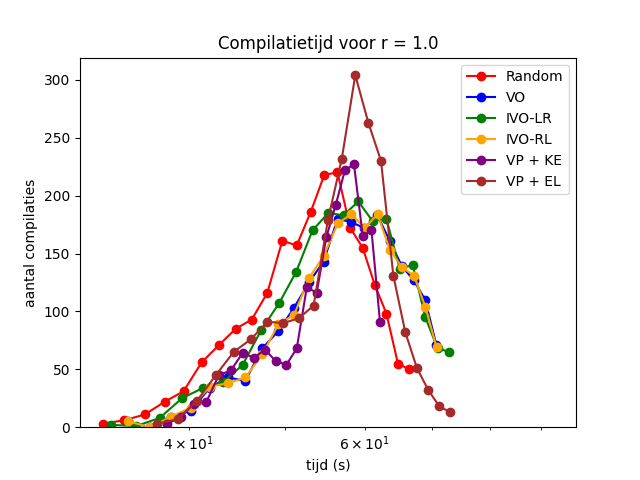 Compilatietijd voor r = 1.0
aantal compilaties
300
250
200
150
100
50
0
4 × 10¹
6 × 10¹
tijd (s)
Random
VO
IVO-LR
IVO-RL
VP + KE
VP + EL